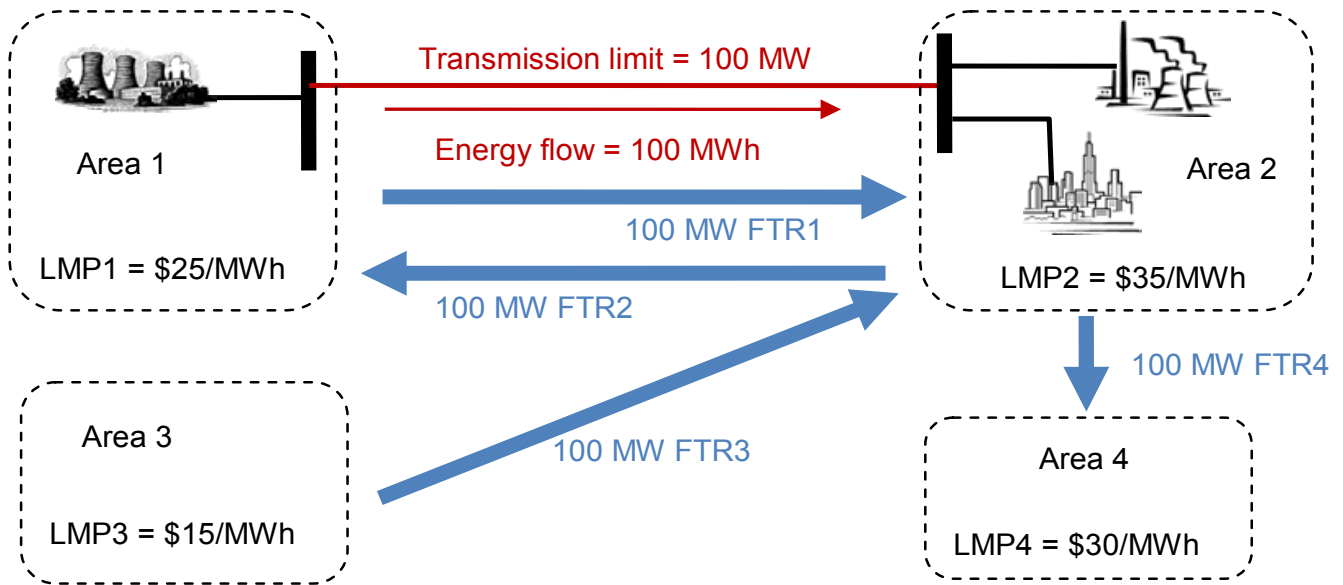 Transmission limit = 100 MW
Energy flow = 100 MWh
Area 1
Area 2
100 MW FTR1
LMP1 = $25/MWh
LMP2 = $35/MWh
100 MW FTR2
100 MW FTR4
Area 3
100 MW FTR3
Area 4
LMP3 = $15/MWh
LMP4 = $30/MWh